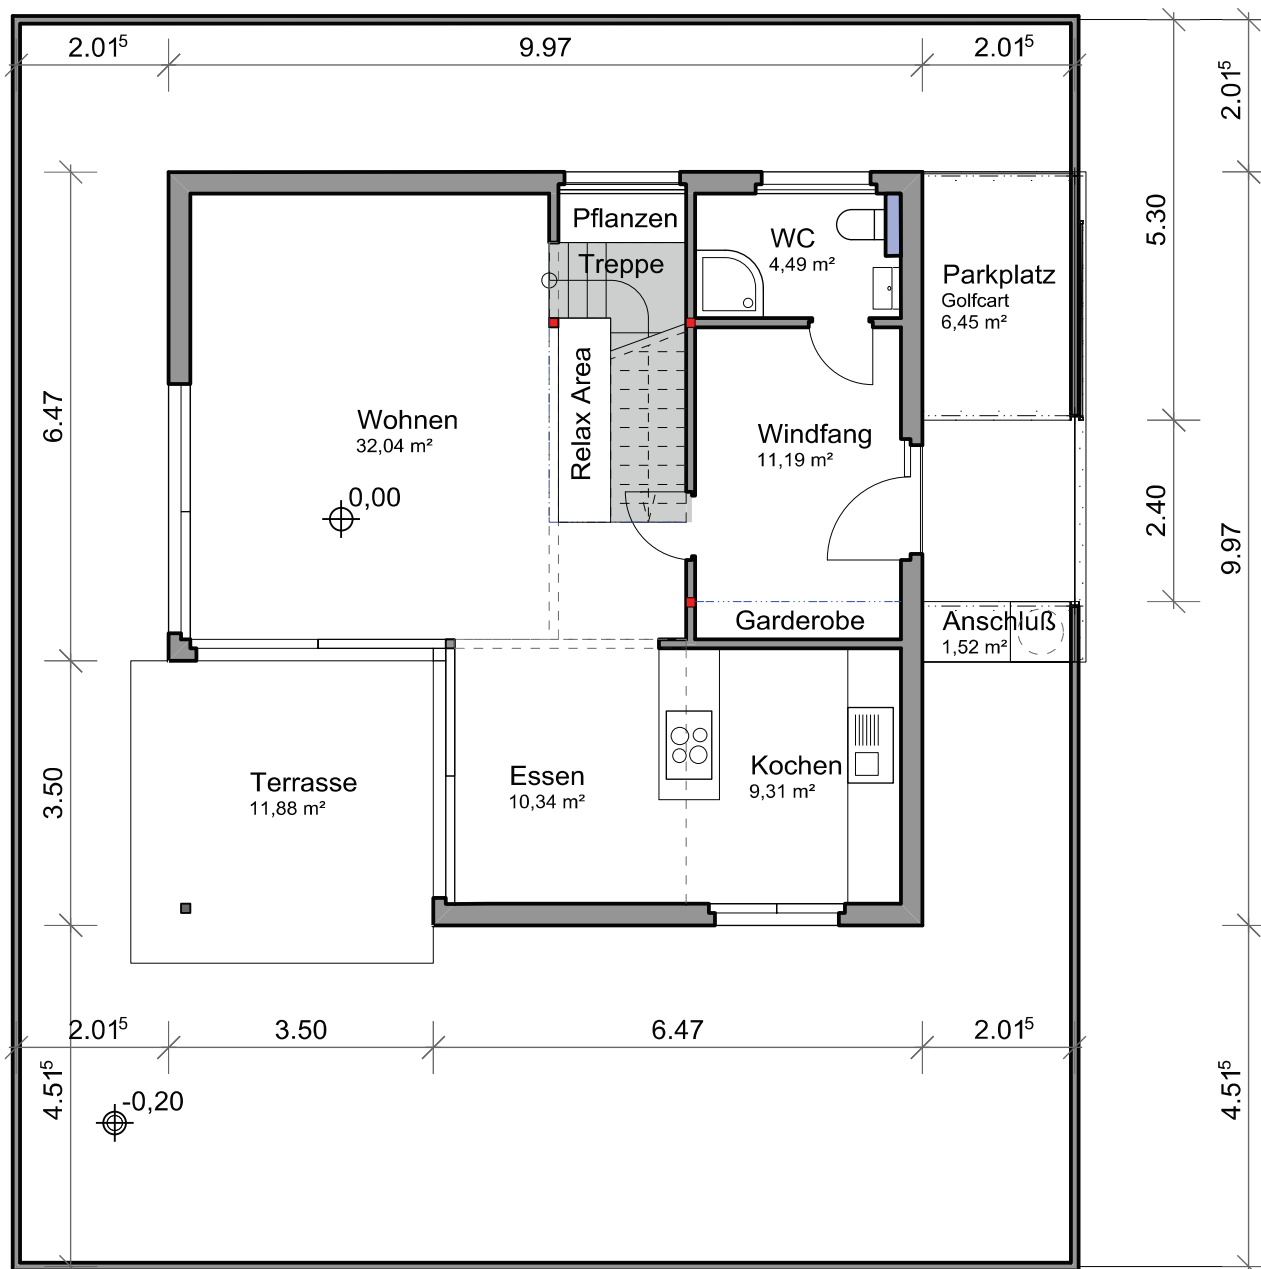 2.01⁵
9.97
2.01⁵
2.01⁵
Pflanzen
WC
4,49 m²
Treppe
5.30
Parkplatz
Golfcart
6,45 m²
Relax Area
6.47
Wohnen
32,04 m²
Windfang
11,19 m²
0,00
2.40
9.97
Garderobe
Anschluß
1,52 m²
3.50
Terrasse
11,88 m²
Essen
10,34 m²
Kochen
9,31 m²
2.01⁵
3.50
6.47
2.01⁵
4.51⁵
-0,20
4.51⁵